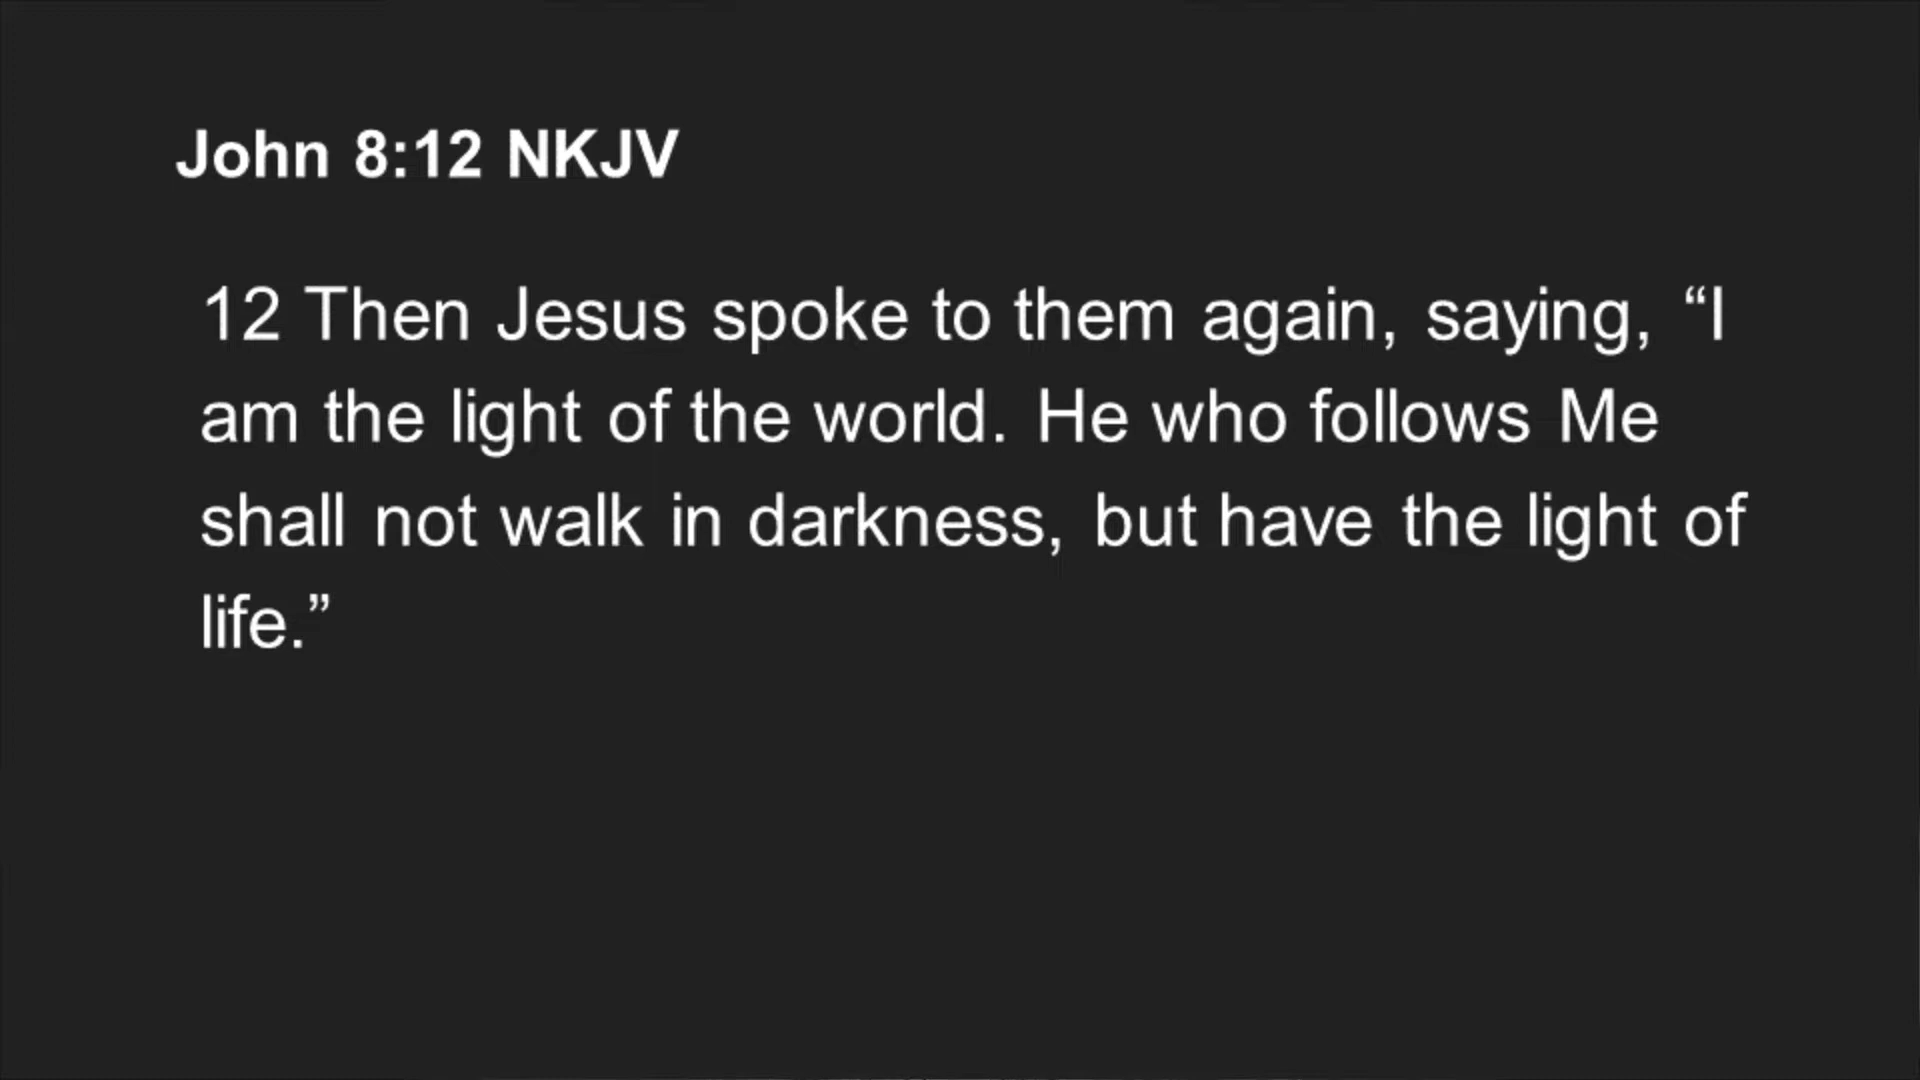 John 8:12 NKJV
12 Then Jesus spoke to them again, saying, “I
am the light of the world. He who follows Me
shall not walk in darkness, but have the light of
life.”